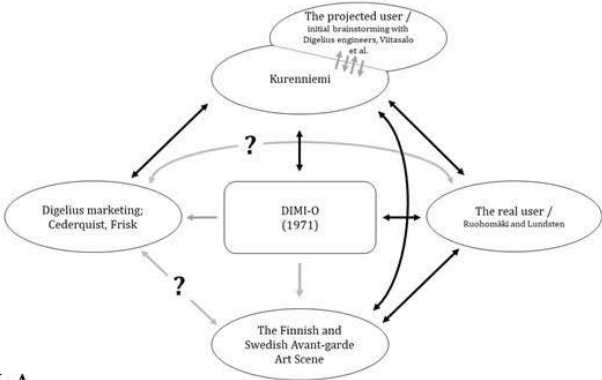 The projected user /
initial brainstorming with
Digelius engineers, Viitasalo
et al.
Kurenniemi
?
Digelius marketing;
Cederquist, Frisk
DIMI-O
(1971)
The real user /
Ruohomäki and Lundsten
?
The Finnish and
Swedish Avant-garde
Art Scene